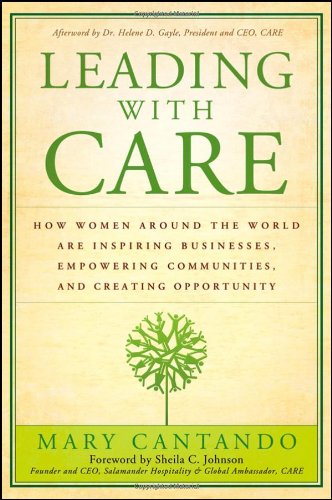 Afterword by Dr. Helene D. Gayle, President and CEO, CARE
LEADING
WITH
CARE
HOW WOMEN AROUND THE WORLD
ARE INSPIRING BUSINESSES,
EMPOWERING COMMUNITIES,
AND CREATING OPPORTUNITY
MARY CANTANDO
Foreword by Sheila C. Johnson
Founder and CEO, Salamander Hospitality & Global Ambassador, CARE